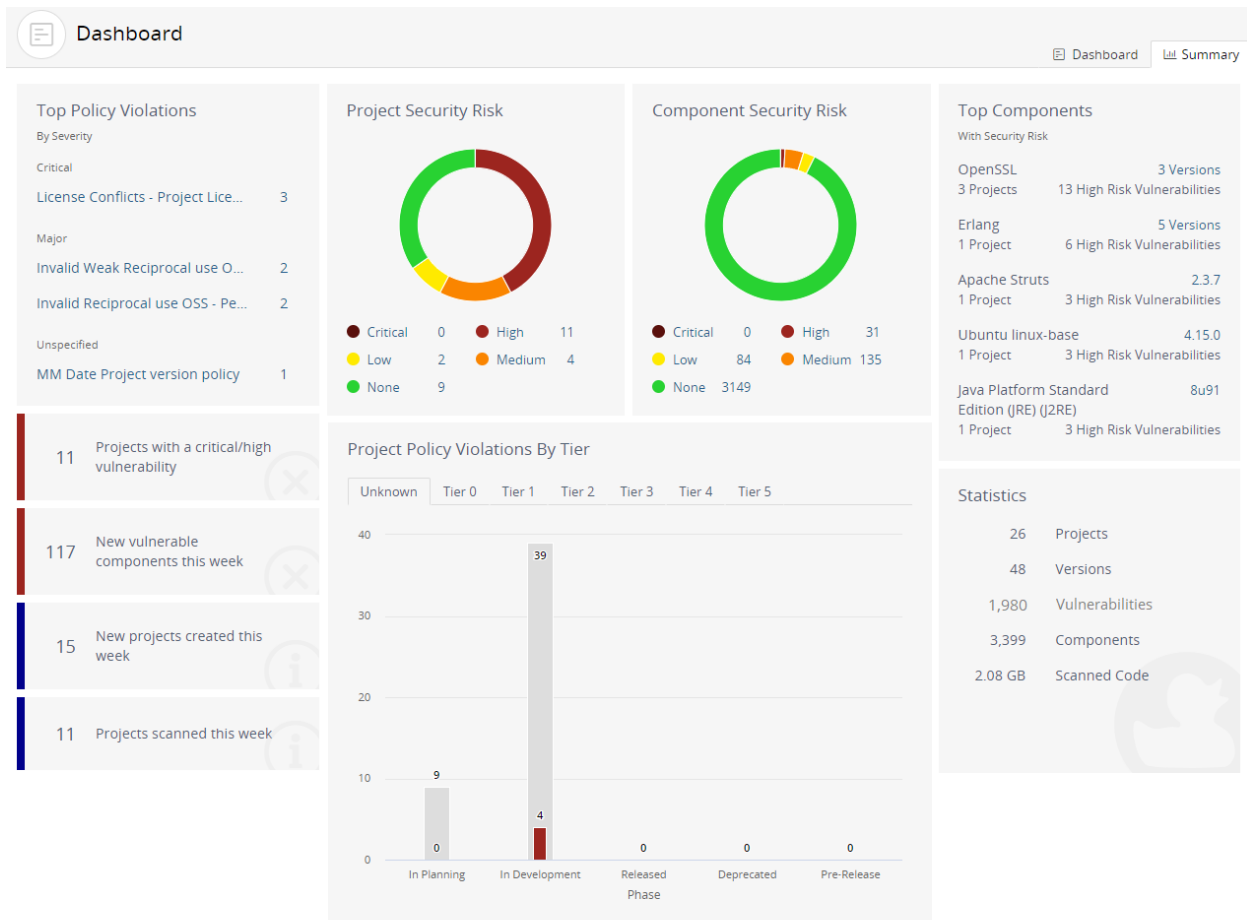 Dashboard
Dashboard
Summary
Top Policy Violations
By Severity
Critical
License Conflicts - Project Lice... 3
Major
Invalid Weak Reciprocal use O... 2
Invalid Reciprocal use OSS - Pe... 2
Unspecified
MM Date Project version policy 1
11 Projects with a critical/high
vulnerability
117 New vulnerable
components this week
15 New projects created this
week
11 Projects scanned this week
Project Security Risk
Critical 0 High 11
Low 2 Medium 4
None 9
Component Security Risk
Critical 0 High 31
Low 84 Medium 135
None 3149
Project Policy Violations By Tier
Unknown Tier 0 Tier 1 Tier 2 Tier 3 Tier 4 Tier 5
40
39
30
20
10
9
4
0 0 0 0 0
In Planning In Development Released Deprecated Pre-Release
Phase
Top Components
With Security Risk
OpenSSL 3 Versions
3 Projects 13 High Risk Vulnerabilities
Erlang 5 Versions
1 Project 6 High Risk Vulnerabilities
Apache Struts 2.3.7
1 Project 3 High Risk Vulnerabilities
Ubuntu linux-base 4.15.0
1 Project 3 High Risk Vulnerabilities
Java Platform Standard 8u91
Edition (JRE) (J2RE)
1 Project 3 High Risk Vulnerabilities
Statistics
26 Projects
48 Versions
1,980 Vulnerabilities
3,399 Components
2.08 GB Scanned Code